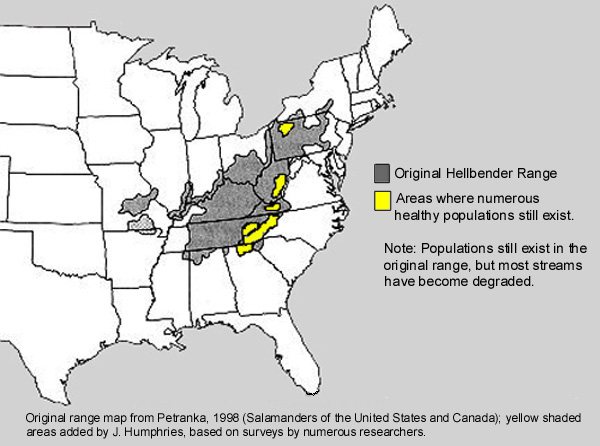 Original Hellbender Range
Areas where numerous
healthy populations still exist.
Note: Populations still exist in the
original range, but most streams
have become degraded.
Original range map from Petranka, 1998 (Salamanders of the United States and Canada); yellow shaded
areas added by J. Humphries, based on surveys by numerous researchers.